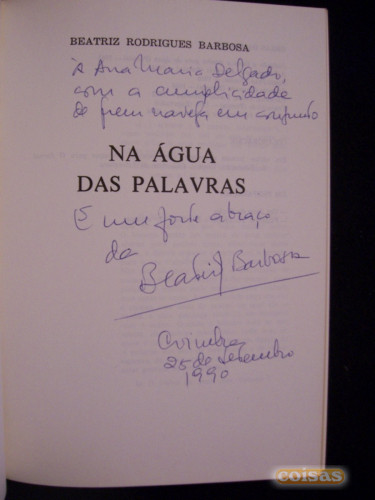 BEATRIZ RODRIGUES BARBOSA
À Ana Maria Delgado,
com a cumplicidade
de quem navega em conjunto
NA ÁGUA
DAS PALAVRAS
E um forte abraço
da
Beatriz Barbosa
Coimbra
25 de Setembro
1990
coisas